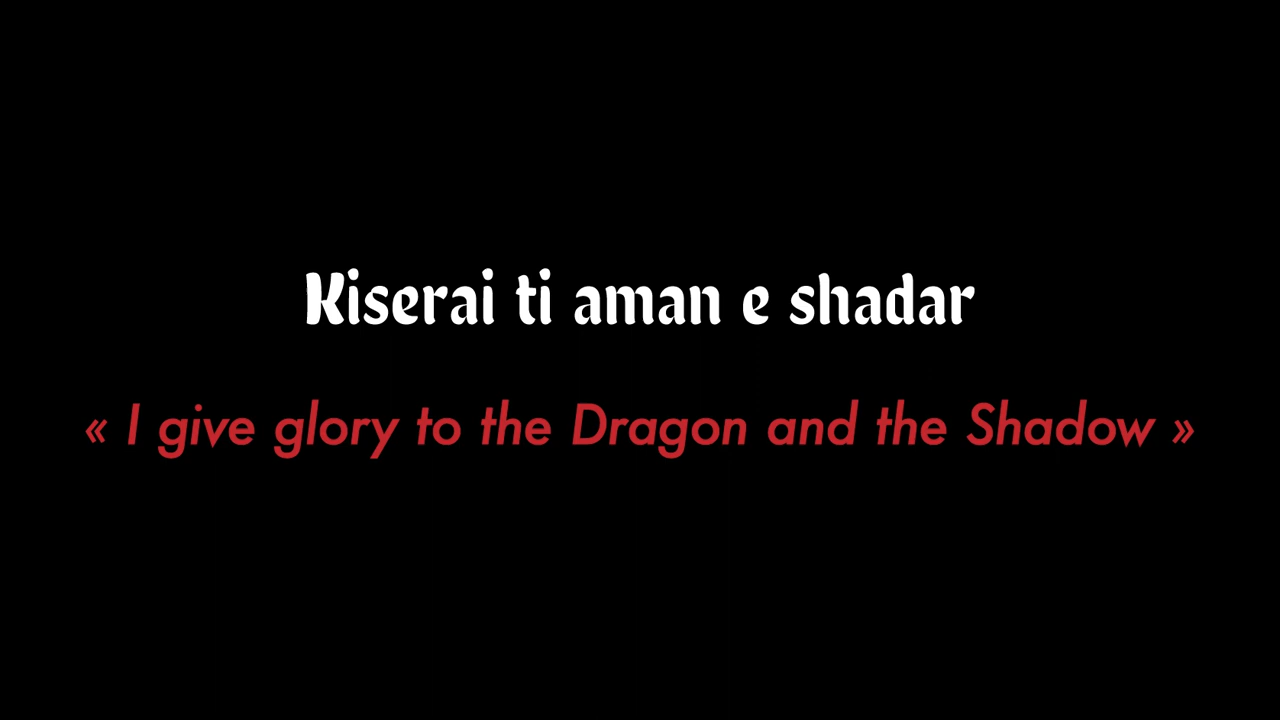 Kiserai ti aman e shadar
« I give glory to the Dragon and the Shadow »